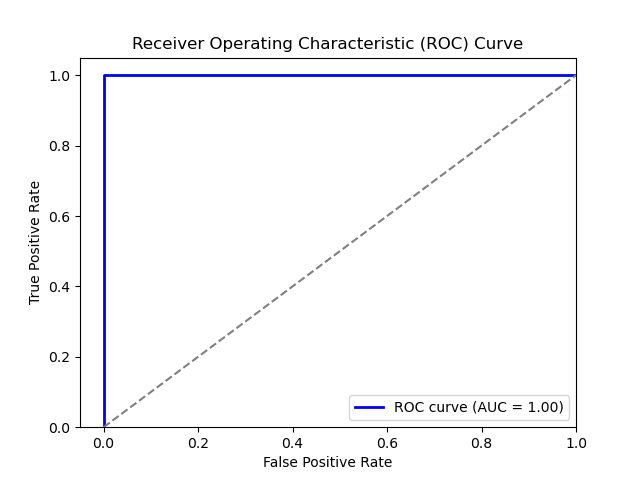 Receiver Operating Characteristic (ROC) Curve
True Positive Rate
1.0
0.8
0.6
0.4
0.2
0.0
ROC curve (AUC = 1.00)
0.0 0.2 0.4 0.6 0.8 1.0
False Positive Rate